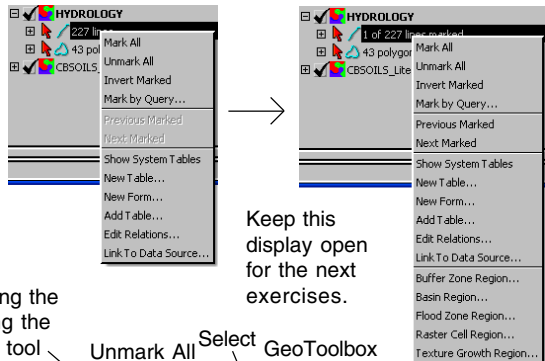 HYDROLOGY
227 lines
43 pol
CBSOILS_
Mark All
Unmark All
Invert Marked
Mark by Query...
Previous Marked
Next Marked
Show System Tables
New Table...
New Form...
Add Table...
Edit Relations...
Link To Data Source...
HYDROLOGY
1 of 227 lines marked
43 polygon
CBSOILS_Lite
Mark All
Unmark All
Invert Marked
Mark by Query...
Previous Marked
Next Marked
Show System Tables
New Table...
New Form...
Add Table...
Edit Relations...
Link To Data Source...
Buffer Zone Region...
Basin Region...
Flood Zone Region...
Raster Cell Region...
Texture Growth Region...
Keep this
display open
for the next
exercises.
ng the
ng the
tool
Unmark All
Select
GeoToolbox